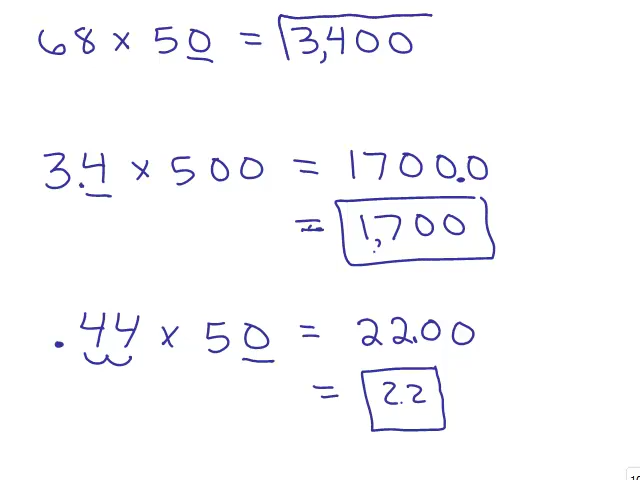 68 × 50 = 3,400
3.4 × 500 = 1700.0
= 1,700
.44 × 50 = 22.00
= 2.2